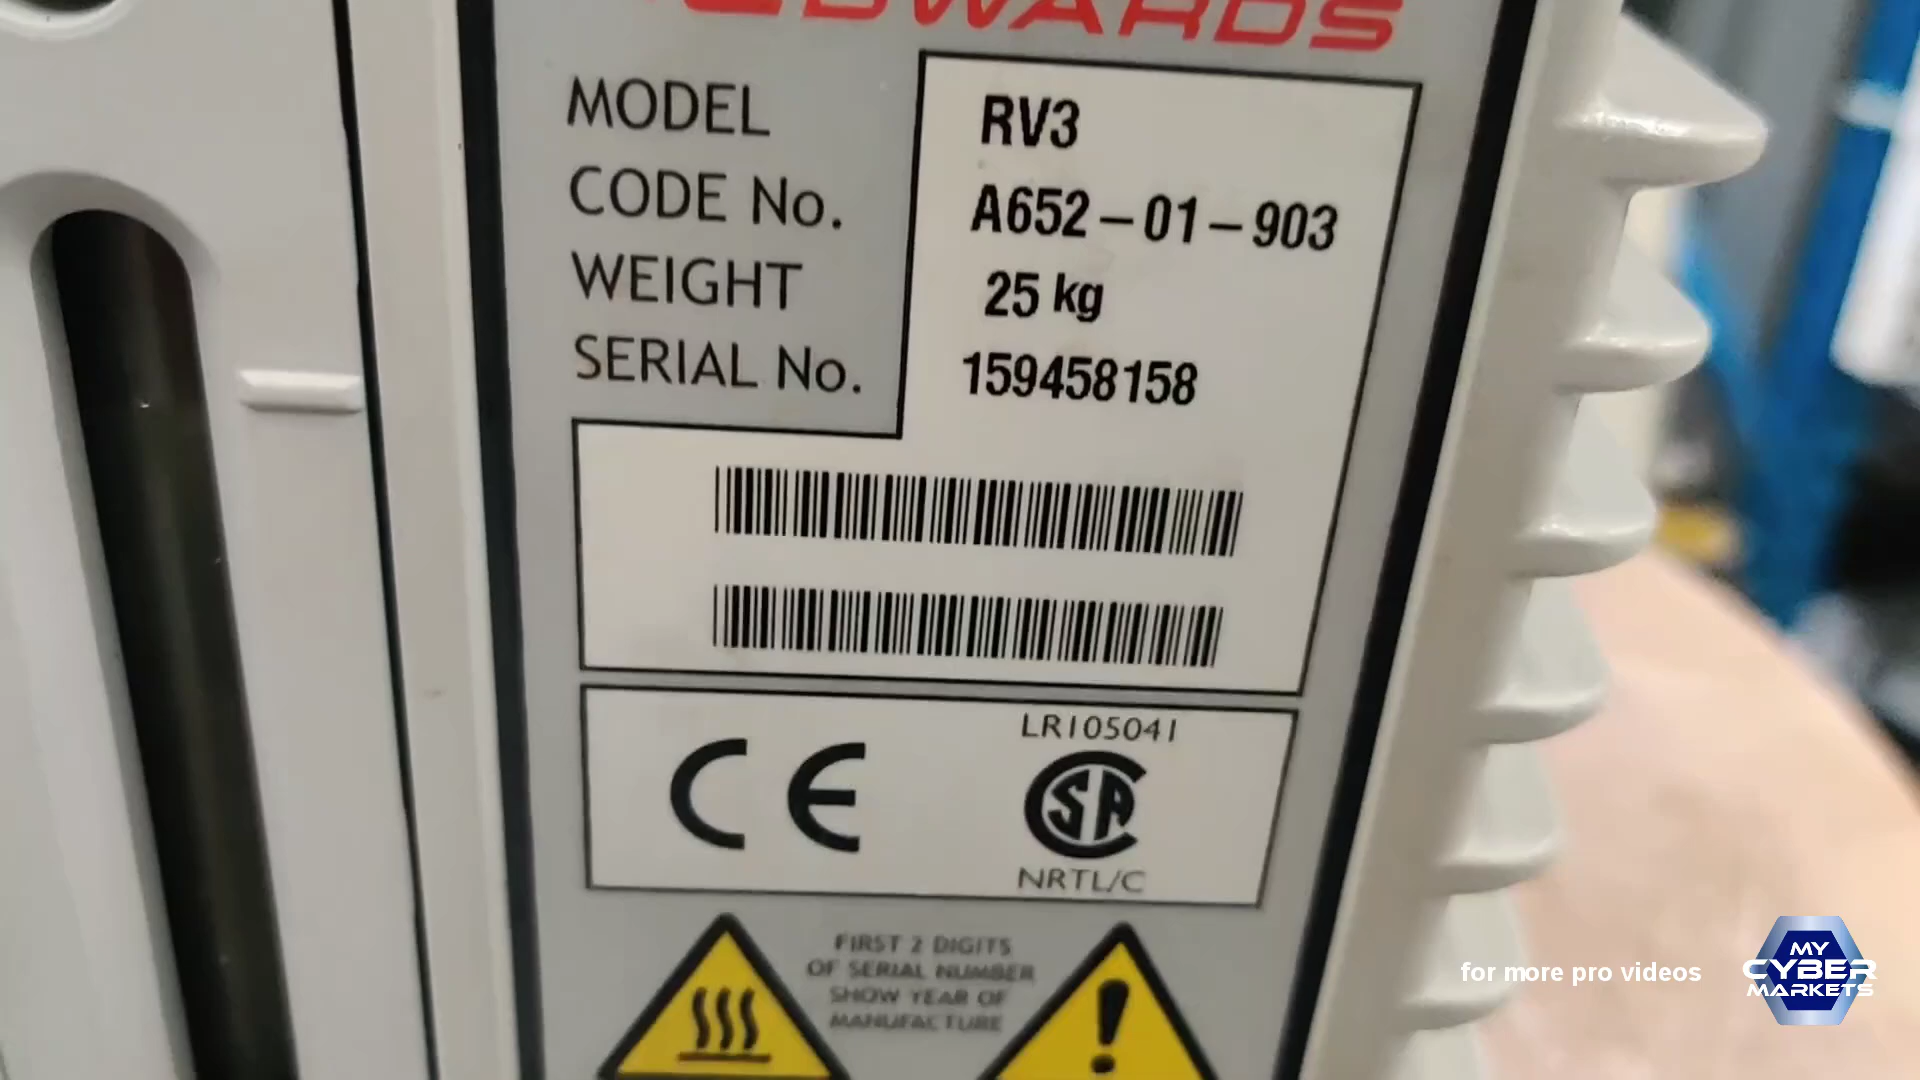 EDWARDS
MODEL RV3
CODE No. A652-01-903
WEIGHT 25 kg
SERIAL No. 159458158
LR105041
CE
CSA
NRTL/C
FIRST 2 DIGITS
OF SERIAL NUMBER
SHOW YEAR OF
MANUFACTURE
for more pro videos
MY
CYBER
MARKETS